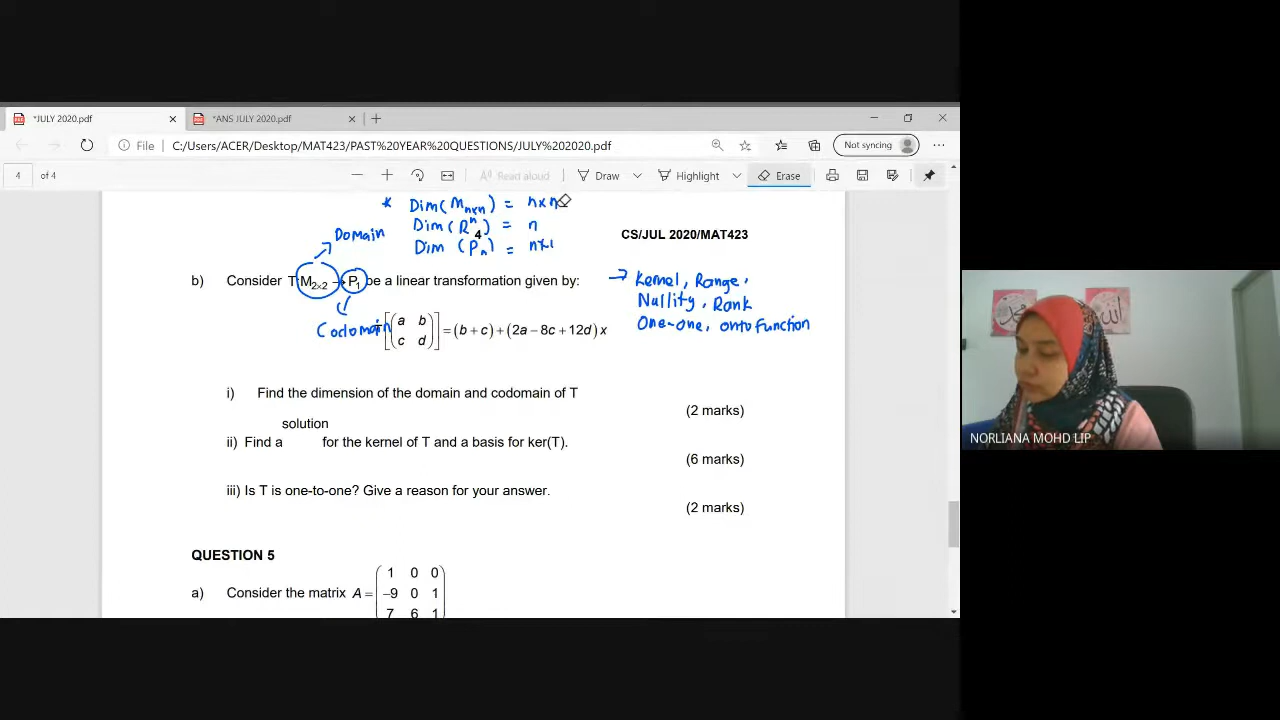 *JULY 2020.pdf
*ANS JULY 2020.pdf
File C:/Users/ACER/Desktop/MAT423/PAST%20YEAR%20QUESTIONS/JULY%202020.pdf Not syncing
4 of 4 Read aloud Draw Highlight Erase
* Dim(Mn×n) = n×n
Dim(Rⁿ) = n
4 CS/JUL 2020/MAT423
Domain
Dim (Pn) = n+1
b) Consider T:M2×2 → P1 be a linear transformation given by:
→ Kernel, Range,
Nullity, Rank
One-one, onto function
Codomain
T[(a b
c d)] = (b + c) + (2a − 8c + 12d) x
i) Find the dimension of the domain and codomain of T
(2 marks)
solution
ii) Find a for the kernel of T and a basis for ker(T).
(6 marks)
iii) Is T is one-to-one? Give a reason for your answer.
(2 marks)
QUESTION 5
a) Consider the matrix A = 
1 0 0
−9 0 1
7 6 1
NORLIANA MOHD LIP